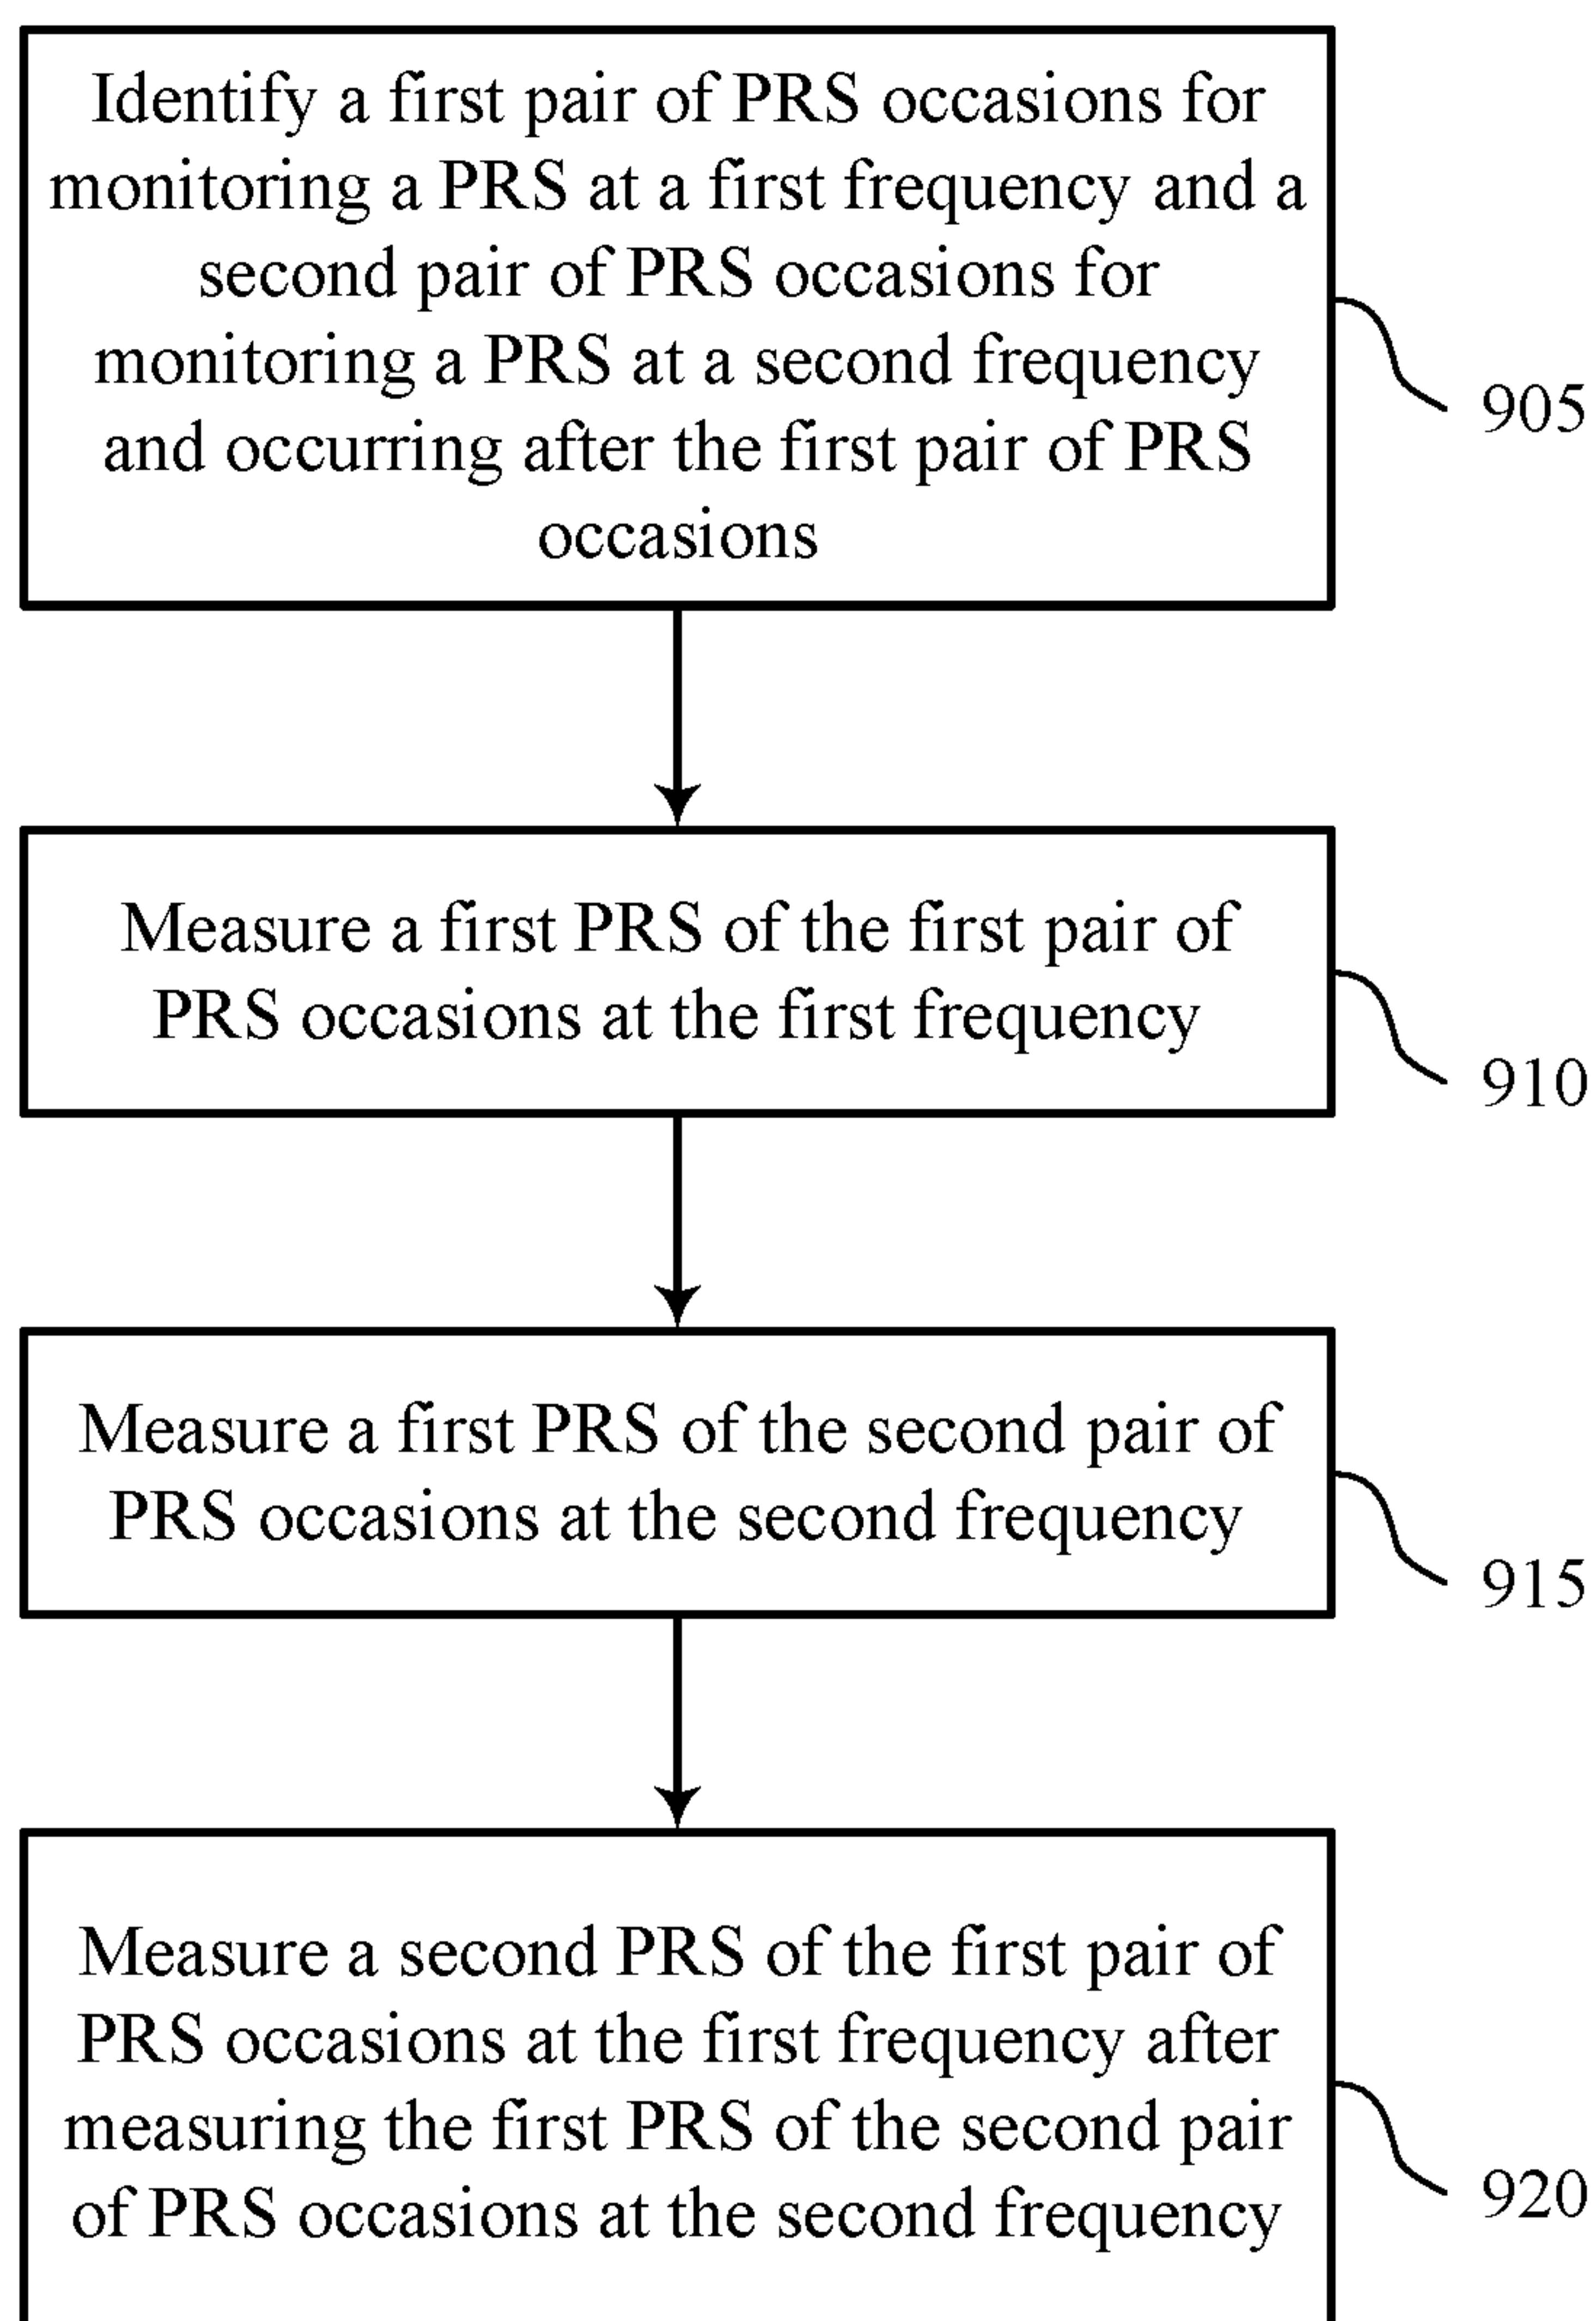 Identify a first pair of PRS occasions for
monitoring a PRS at a first frequency and a
second pair of PRS occasions for
monitoring a PRS at a second frequency
and occurring after the first pair of PRS
occasions
905
Measure a first PRS of the first pair of
PRS occasions at the first frequency
910
Measure a first PRS of the second pair of
PRS occasions at the second frequency
915
Measure a second PRS of the first pair of
PRS occasions at the first frequency after
measuring the first PRS of the second pair
of PRS occasions at the second frequency
920